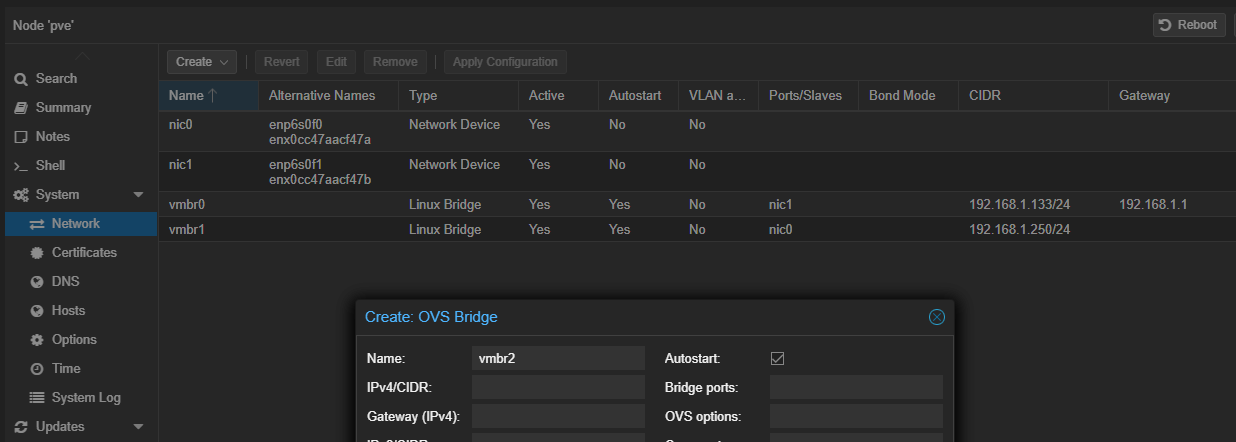 Node 'pve'
Reboot
Search
Summary
Notes
Shell
System
Network
Certificates
DNS
Hosts
Options
Time
System Log
Updates
Create Revert Edit Remove Apply Configuration
Name Alternative Names Type Active Autostart VLAN a... Ports/Slaves Bond Mode CIDR Gateway
nic0 enp6s0f0 Network Device Yes No No
enx0cc47aacf47a
nic1 enp6s0f1 Network Device Yes No No
enx0cc47aacf47b
vmbr0 Linux Bridge Yes Yes No nic1 192.168.1.133/24 192.168.1.1
vmbr1 Linux Bridge Yes Yes No nic0 192.168.1.250/24
Create: OVS Bridge
Name: vmbr2 Autostart:
IPv4/CIDR: Bridge ports:
Gateway (IPv4): OVS options: